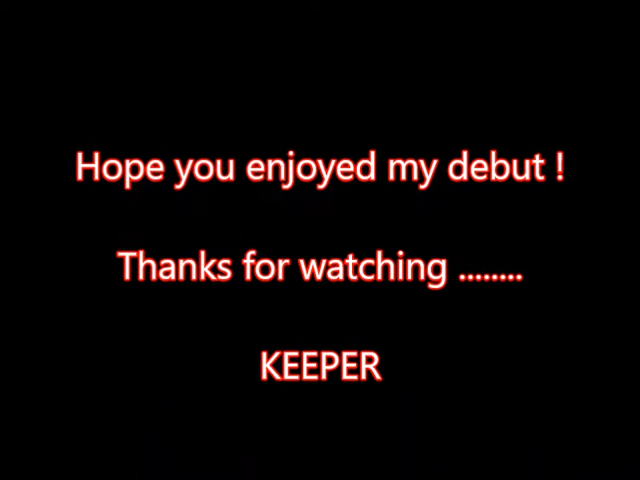 Hope you enjoyed my debut !
Thanks for watching ........
KEEPER